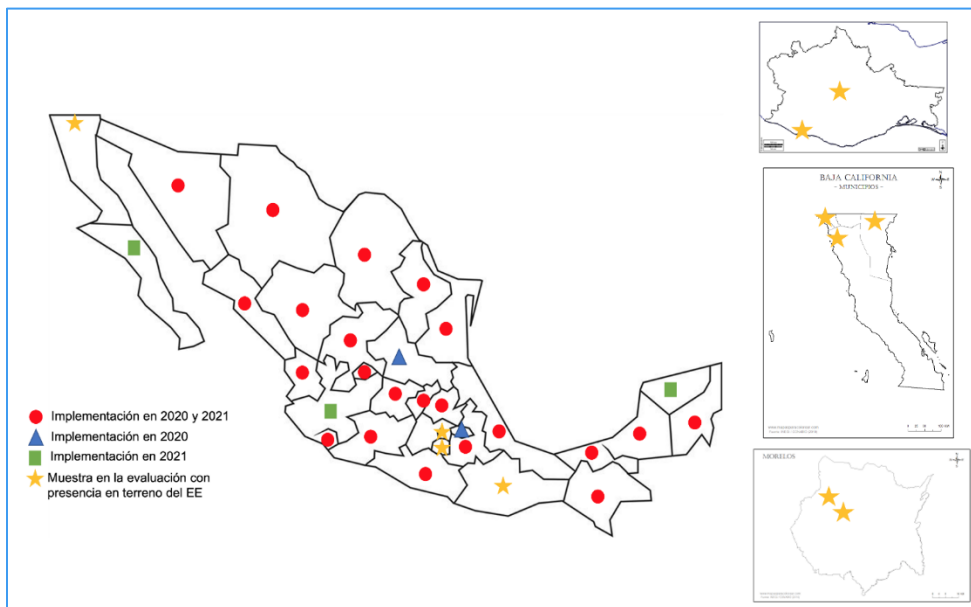 Implementación en 2020 y 2021
Implementación en 2020
Implementación en 2021
Muestra en la evaluación con
presencia en terreno del EE
BAJA CALIFORNIA
- MUNICIPIOS -
MORELOS